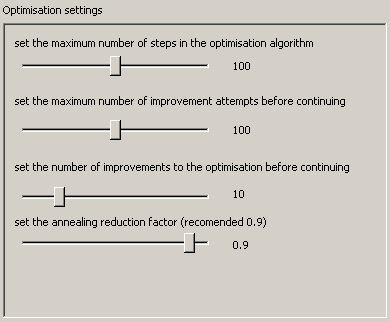 Optimisation settings
set the maximum number of steps in the optimisation algorithm
100
set the maximum number of improvement attempts before continuing
100
set the number of improvements to the optimisation before continuing
10
set the annealing reduction factor (recomended 0.9)
0.9